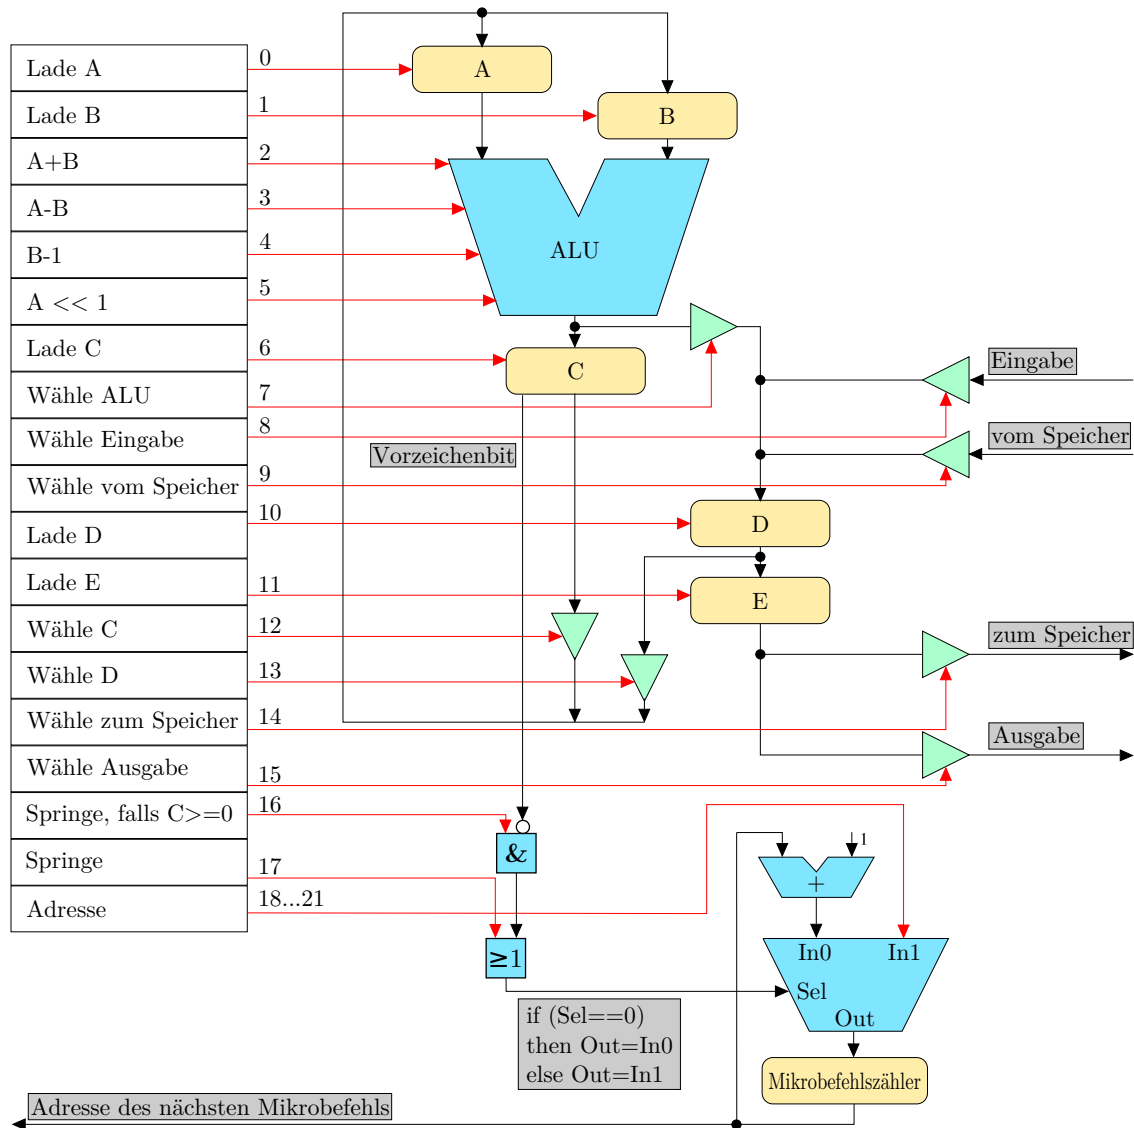 Lade A
0
Lade B
1
A+B
2
A-B
3
B-1
4
A << 1
5
Lade C
6
Wähle ALU
7
Wähle Eingabe
8
Wähle vom Speicher
9
Lade D
10
Lade E
11
Wähle C
12
Wähle D
13
Wähle zum Speicher
14
Wähle Ausgabe
15
Springe, falls C>=0
16
Springe
17
Adresse
18...21
A
B
ALU
C
Vorzeichenbit
Eingabe
vom Speicher
D
E
zum Speicher
Ausgabe
&
≥1
1
+
In0
In1
Sel
Out
if (Sel==0)
then Out=In0
else Out=In1
Mikrobefehlszähler
Adresse des nächsten Mikrobefehls